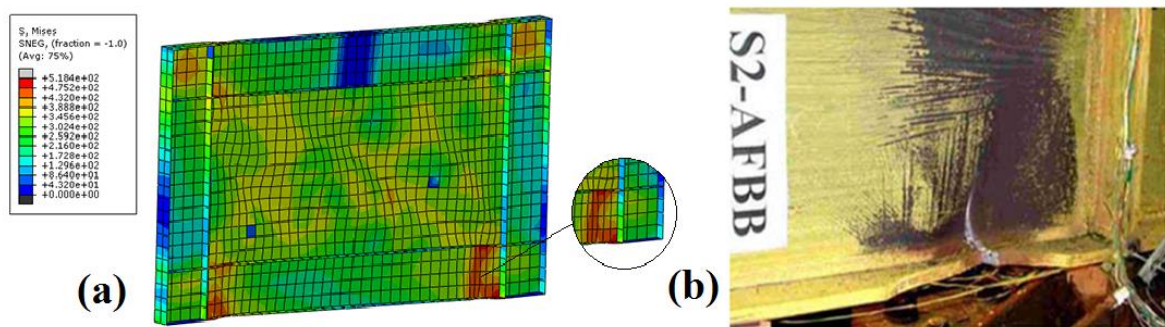 S, Mises
SNEG, (fraction = -1.0)
(Avg: 75%)
+5.184e+02
+4.752e+02
+4.320e+02
+3.888e+02
+3.456e+02
+3.024e+02
+2.592e+02
+2.160e+02
+1.728e+02
+1.296e+02
+8.640e+01
+4.320e+01
+0.000e+00
(a)
(b)
S2-AFBB